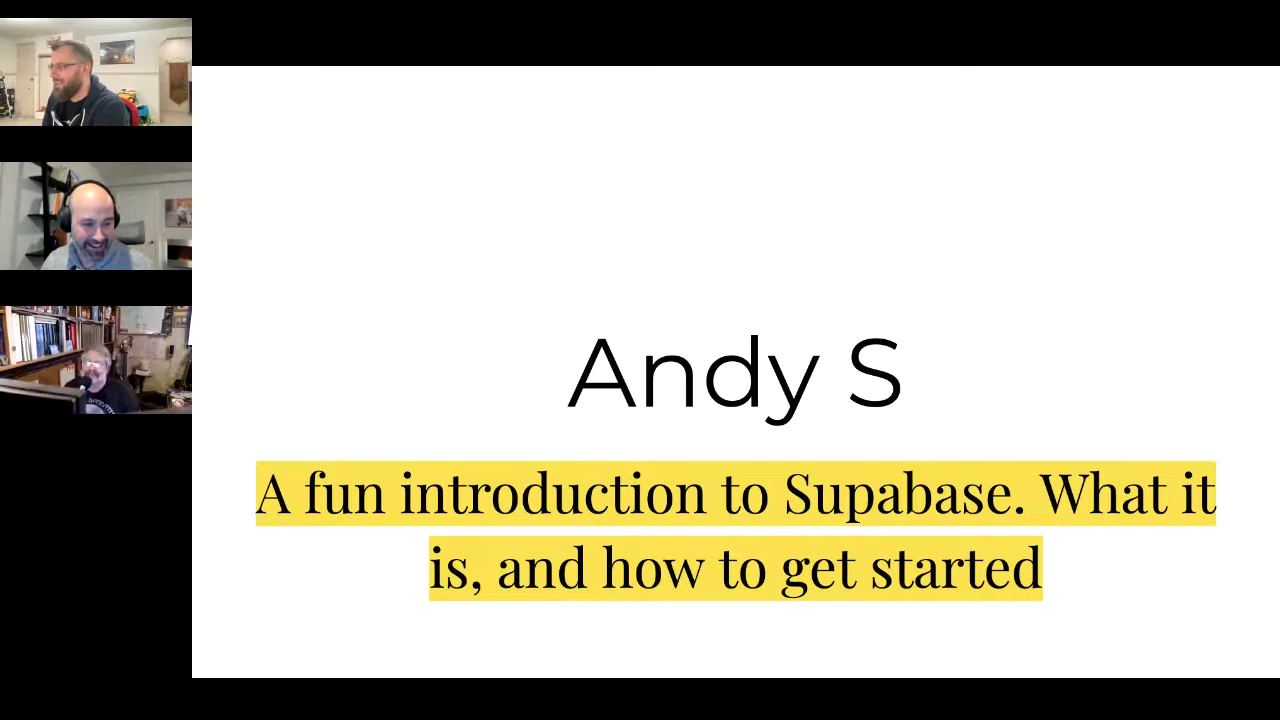 Andy S
A fun introduction to Supabase. What it
is, and how to get started